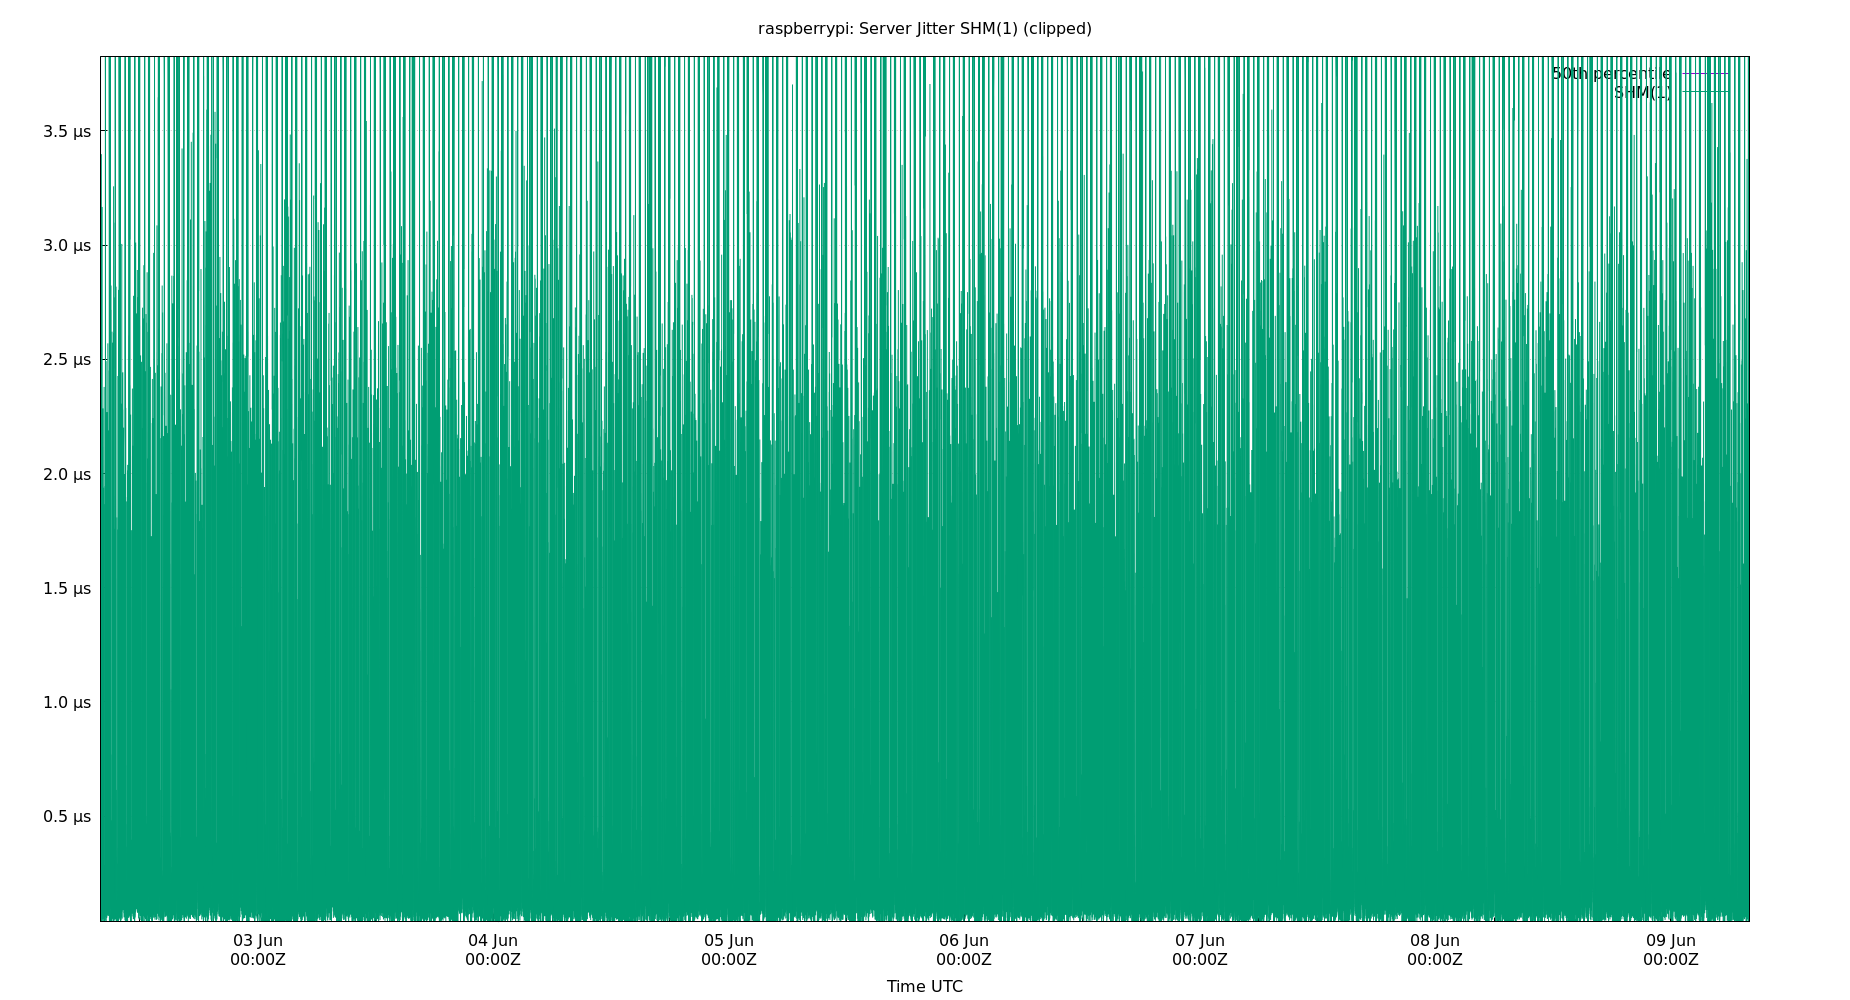 raspberrypi: Server Jitter SHM(1) (clipped)
50th percentile
SHM(1)
3.5 µs
3.0 µs
2.5 µs
2.0 µs
1.5 µs
1.0 µs
0.5 µs
03 Jun 04 Jun 05 Jun 06 Jun 07 Jun 08 Jun 09 Jun
00:00Z 00:00Z 00:00Z 00:00Z 00:00Z 00:00Z 00:00Z
Time UTC